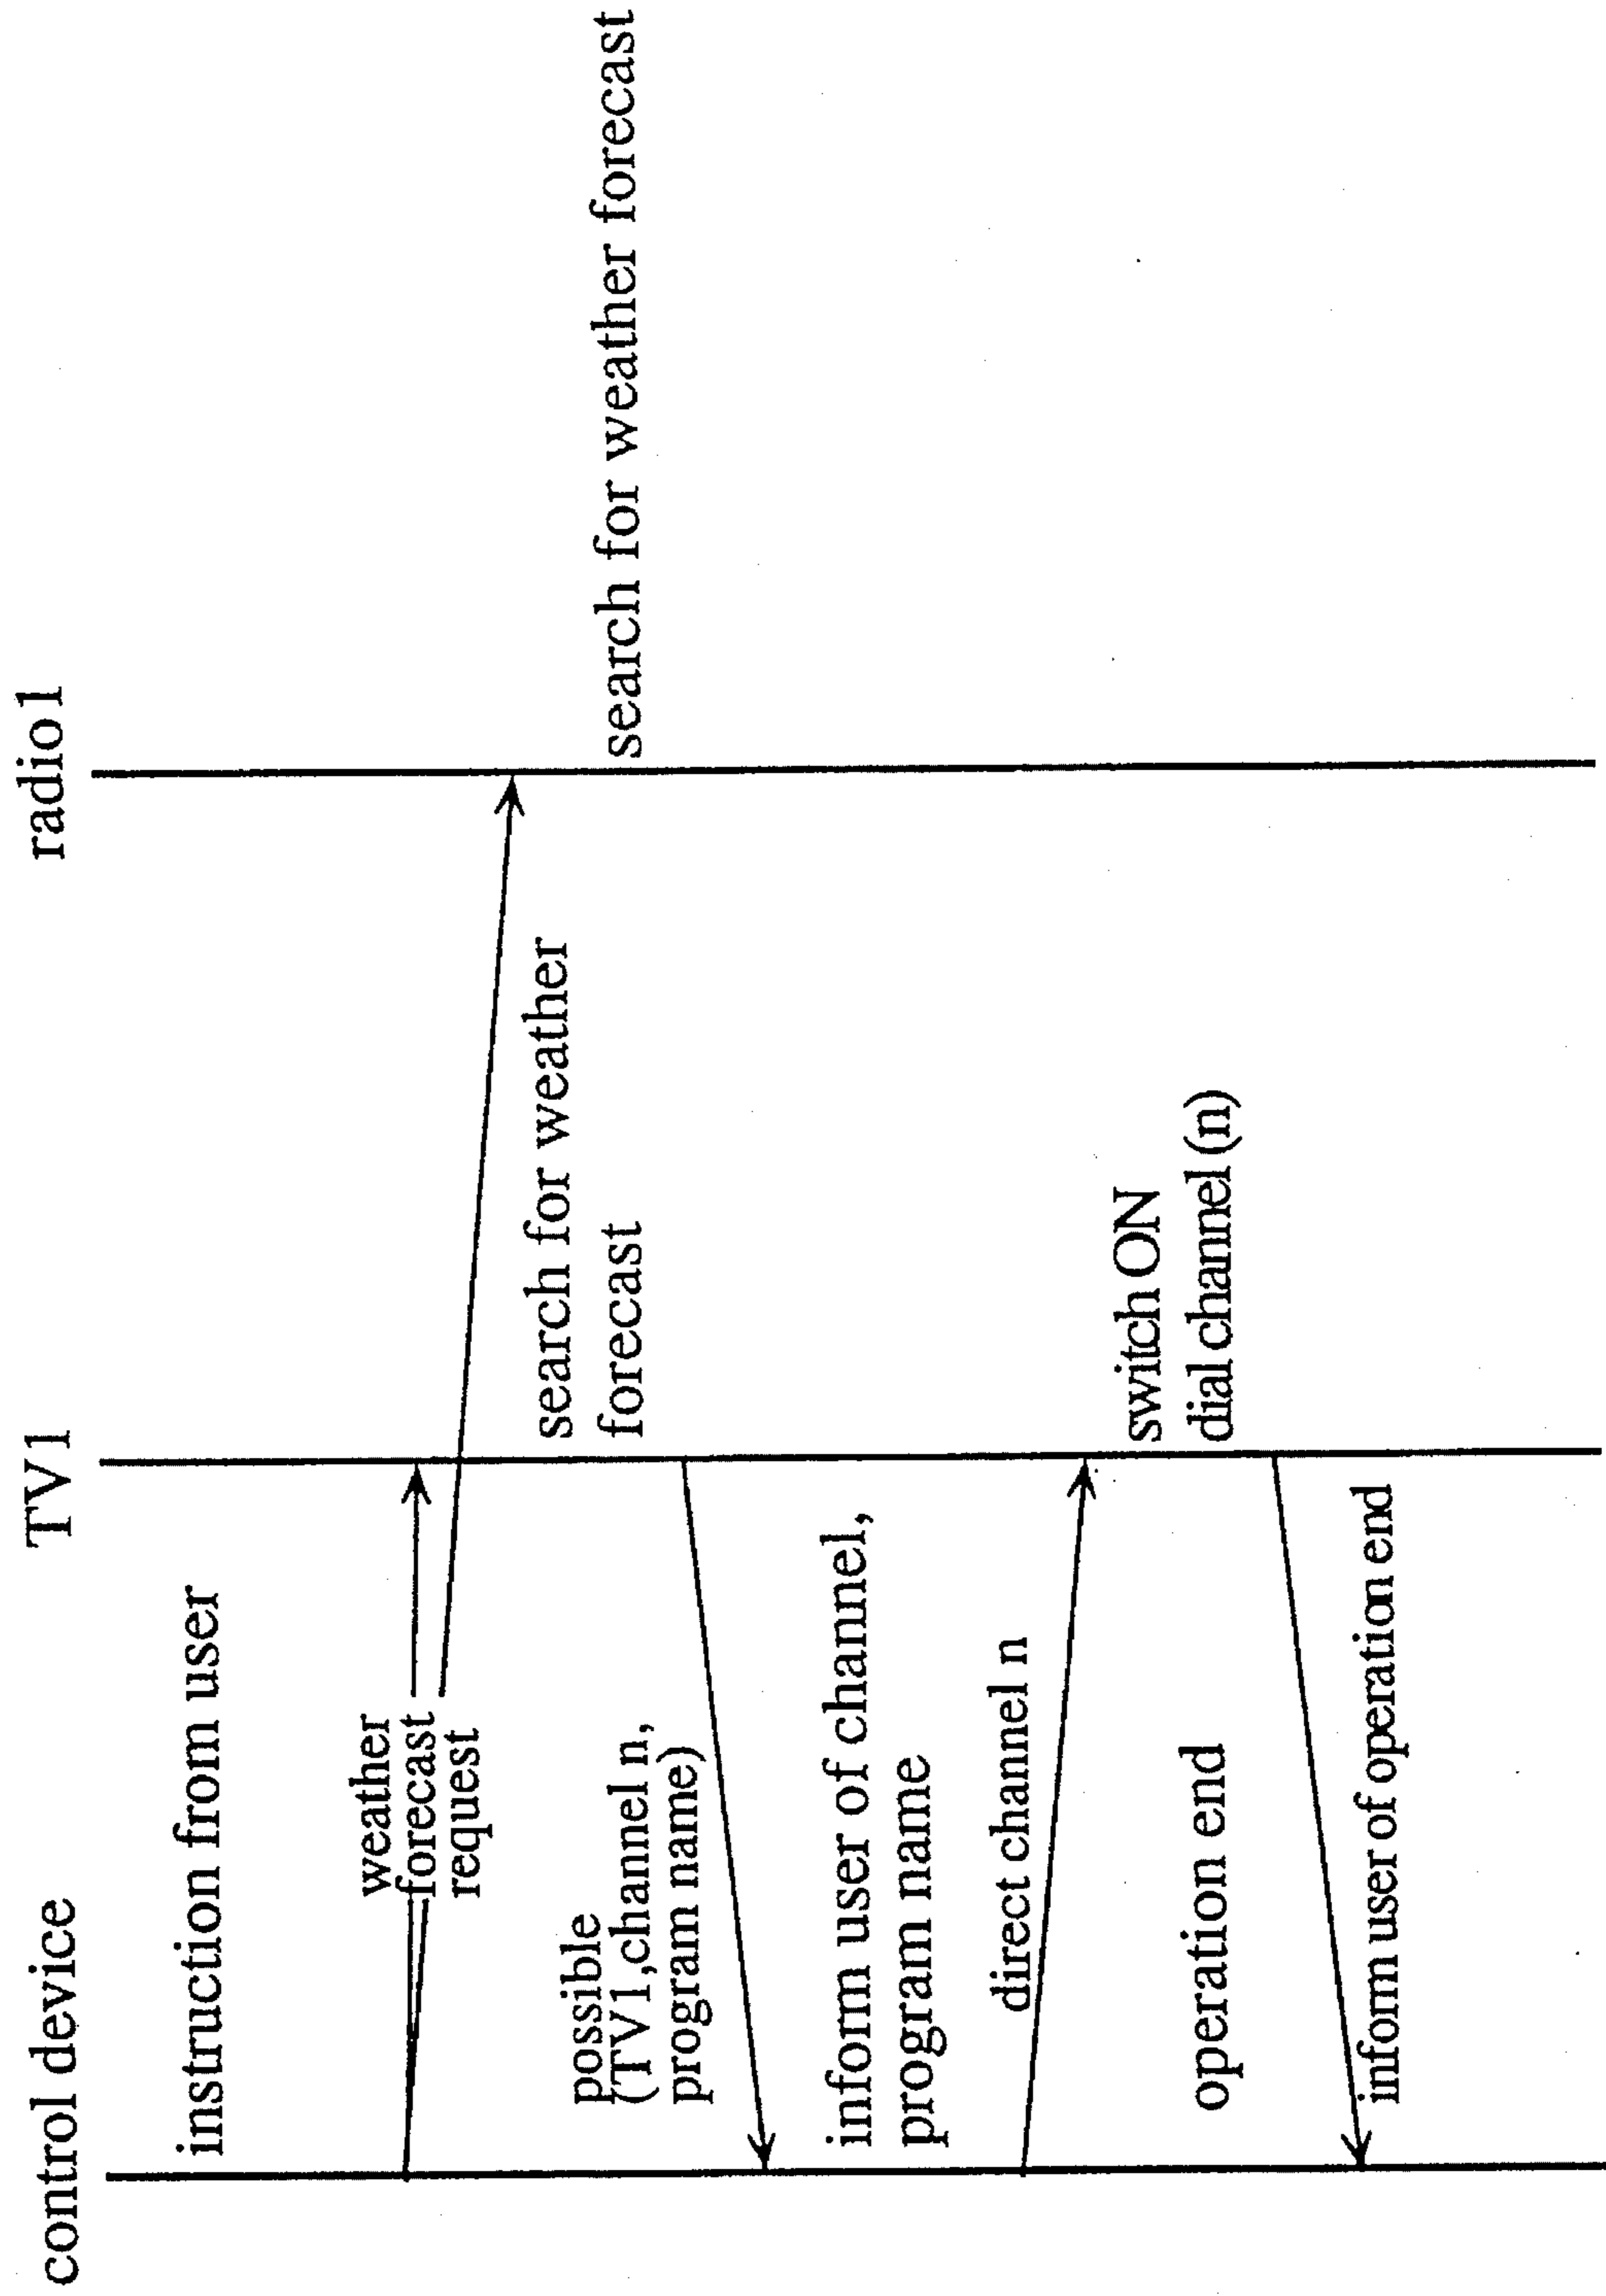 control device
TV1
radio1
instruction from user
weather
forecast
request
search for weather
forecast
search for weather forecast
possible
(TV1,channel n,
program name)
inform user of channel,
program name
direct channel n
switch ON
dial channel (n)
operation end
inform user of operation end